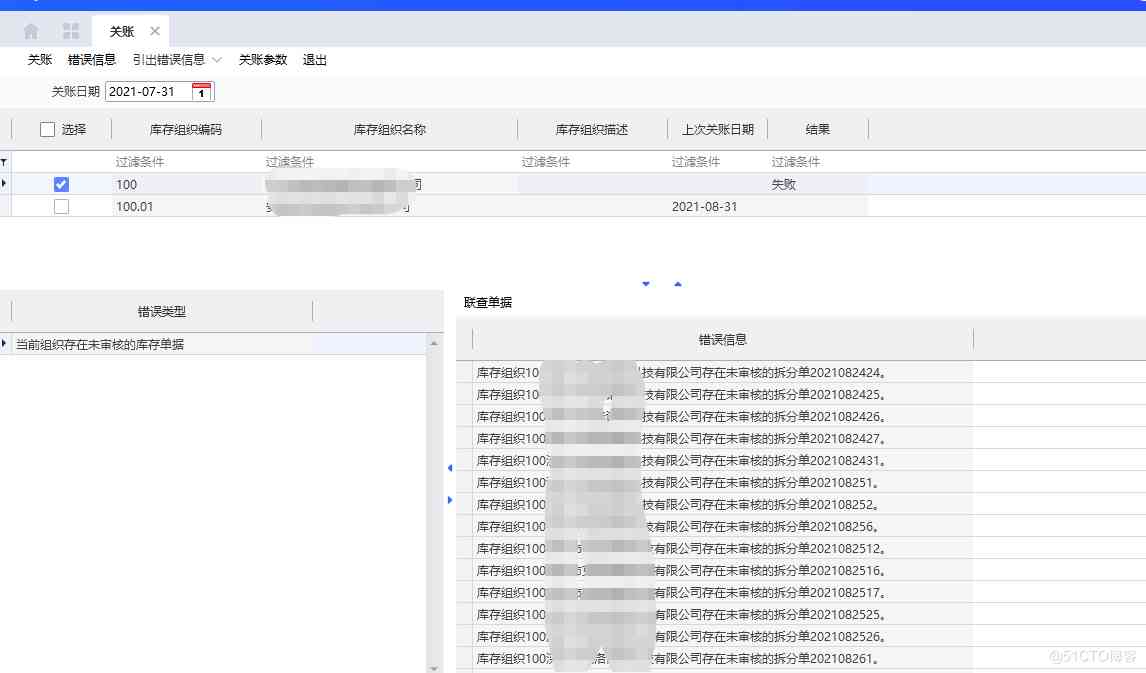 关账
关账 错误信息 引出错误信息 关账参数 退出
关账日期 2021-07-31 1
选择 库存组织编码 库存组织名称 库存组织描述 上次关账日期 结果
过滤条件 过滤条件 过滤条件 过滤条件 过滤条件
100 司 失败
100.01 2021-08-31
错误类型
当前组织存在未审核的库存单据
联查单据
错误信息
库存组织10 技有限公司存在未审核的拆分单2021082424。
库存组织10 技有限公司存在未审核的拆分单2021082425。
库存组织100 技有限公司存在未审核的拆分单2021082426。
库存组织100 技有限公司存在未审核的拆分单2021082427。
库存组织100 技有限公司存在未审核的拆分单2021082431。
库存组织100 技有限公司存在未审核的拆分单202108251。
库存组织100 技有限公司存在未审核的拆分单202108252。
库存组织100 技有限公司存在未审核的拆分单202108256。
库存组织100 有限公司存在未审核的拆分单2021082512。
库存组织100 有限公司存在未审核的拆分单2021082516。
库存组织100 有限公司存在未审核的拆分单2021082517。
库存组织100 有限公司存在未审核的拆分单2021082525。
库存组织100 有限公司存在未审核的拆分单2021082526。
库存组织100 技有限公司存在未审核的拆分单202108261。
@51CTO博客